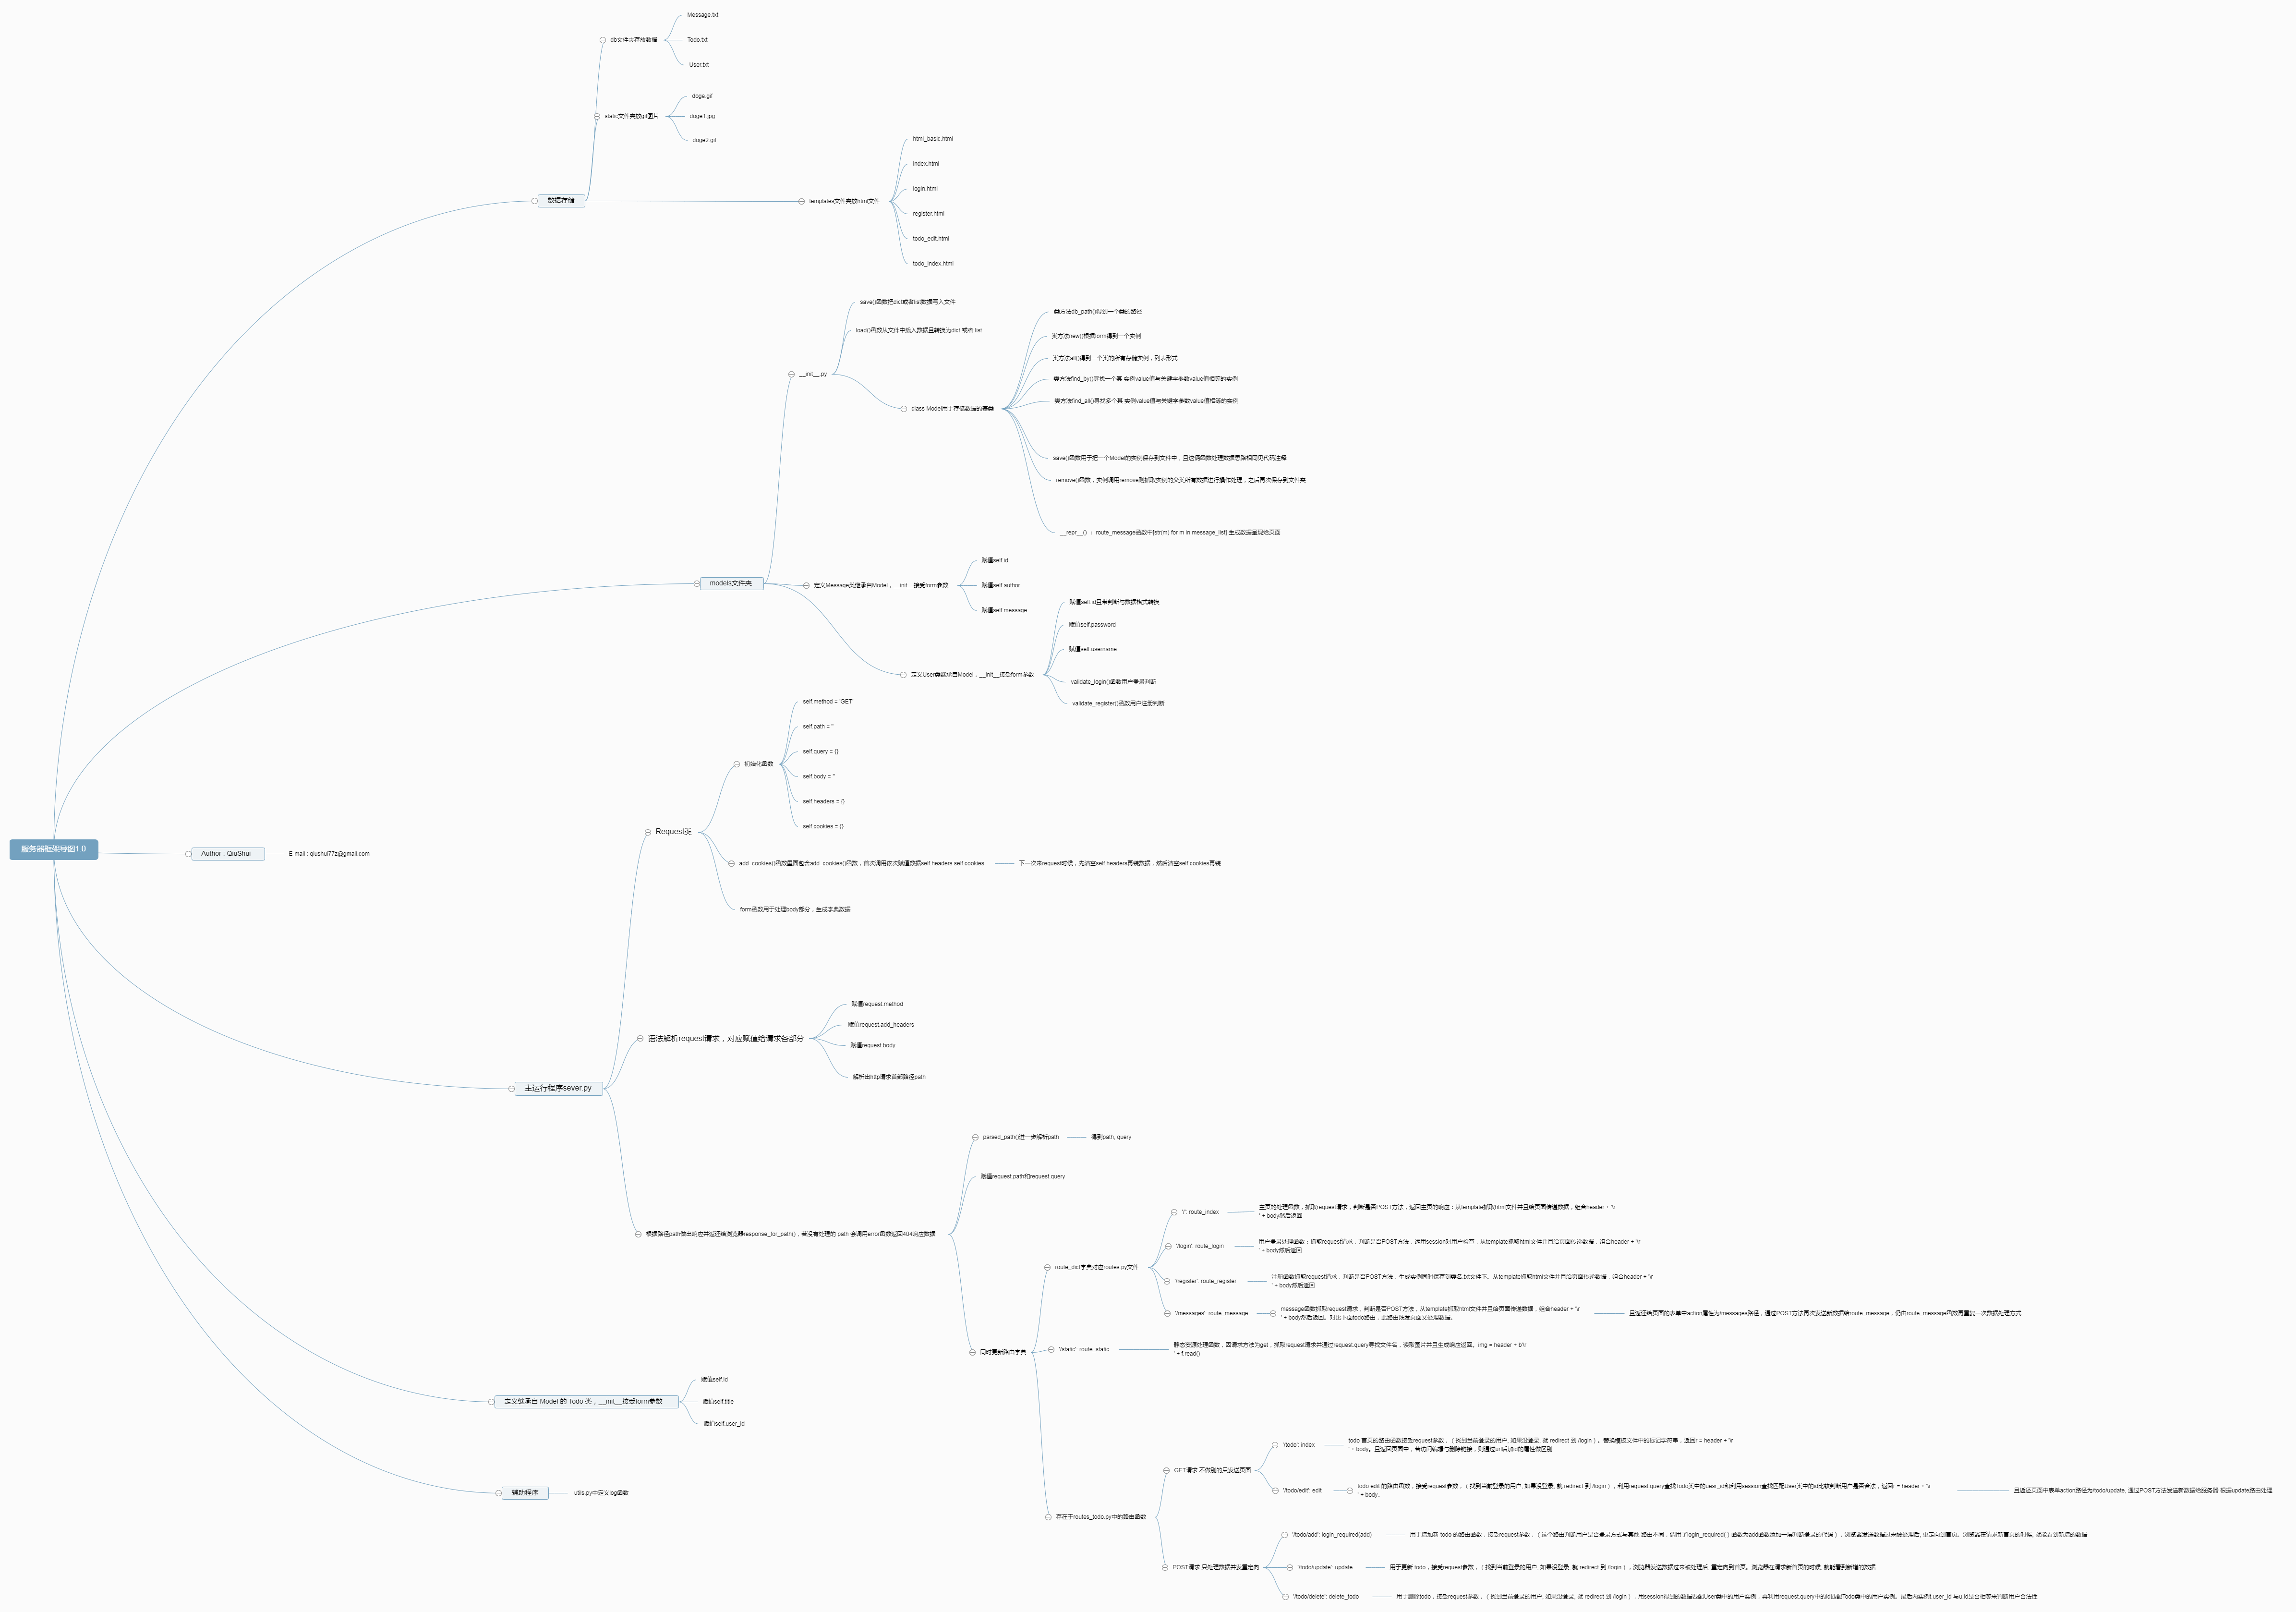 服务器框架导图1.0
数据存储
db文件夹存放数据
Message.txt
Todo.txt
User.txt
static文件夹放gif图片
doge.gif
doge1.jpg
doge2.gif
templates文件夹放html文件
html_basic.html
index.html
login.html
register.html
todo_edit.html
todo_index.html
models文件夹
__init__.py
save()函数把dict或者list数据写入文件
load()函数从文件中载入数据且转换为dict 或者 list
class Model用于存储数据的基类
类方法db_path()得到一个类的路径
类方法new()根据form得到一个实例
类方法all()得到一个类的所有存储实例，列表形式
类方法find_by()寻找一个其 实例value值与关键字参数value值相等的实例
类方法find_all()寻找多个其 实例value值与关键字参数value值相等的实例
save()函数用于把一个Model的实例保存到文件中，且这俩函数处理数据思路相同见代码注释
remove()函数，实例调用remove则抓取实例的父类所有数据进行操作处理，之后再次保存到文件夹
__repr__() ： route_message函数中[str(m) for m in message_list] 生成数据呈现给页面
定义Message类继承自Model，__init__接受form参数
赋值self.id
赋值self.author
赋值self.message
定义User类继承自Model，__init__接受form参数
赋值self.id且带判断与数据格式转换
赋值self.password
赋值self.username
validate_login()函数用户登录判断
validate_register()函数用户注册判断
Author : QiuShui
E-mail : qiushui77z@gmail.com
主运行程序sever.py
Request类
初始化函数
self.method = 'GET'
self.path = ''
self.query = {}
self.body = ''
self.headers = {}
self.cookies = {}
add_cookies()函数里面包含add_cookies()函数，首次调用依次赋值数据self.headers self.cookies
下一次来request时候，先清空self.headers再装数据，然后清空self.cookies再装
form函数用于处理body部分，生成字典数据
语法解析request请求，对应赋值给请求各部分
赋值request.method
赋值request.add_headers
赋值request.body
解析出http请求首部路径path
根据路径path做出响应并返还给浏览器response_for_path()，若没有处理的 path 会调用error函数返回404响应数据
parsed_path()进一步解析path
得到path, query
赋值request.path和request.query
同时更新路由字典
route_dict字典对应routes.py文件
'/': route_index
主页的处理函数，抓取request请求，判断是否POST方法，返回主页的响应；从template抓取html文件并且给页面传递数据，组合header + '\r
' + body然后返回
'/login': route_login
用户登录处理函数；抓取request请求，判断是否POST方法，运用session对用户检查，从template抓取html文件并且给页面传递数据，组合header + '\r
' + body然后返回
'/register': route_register
注册函数抓取request请求，判断是否POST方法，生成实例同时保存到类名.txt文件下。从template抓取html文件并且给页面传递数据，组合header + '\r
' + body然后返回
'/messages': route_message
message函数抓取request请求，判断是否POST方法，从template抓取html文件并且给页面传递数据，组合header + '\r
' + body然后返回。对比下面todo路由，此路由既发页面又处理数据。
且返还给页面的表单中action属性为/messages路径，通过POST方法再次发送新数据给route_message，仍由route_message函数再重复一次数据处理方式
'/static': route_static
静态资源处理函数，因请求方法为get，抓取request请求并通过request.query寻找文件名，读取图片并且生成响应返回。img = header + b'\r
' + f.read()
存在于routes_todo.py中的路由函数
GET请求 不做别的只发送页面
'/todo': index
todo 首页的路由函数接受request参数，（ 找到当前登录的用户, 如果没登录, 就 redirect 到 /login ）。替换模板文件中的标记字符串，返回r = header + '\r
' + body。且返回页面中，若访问编辑与删除链接，则通过url后加id的属性做区别
'/todo/edit': edit
todo edit 的路由函数，接受request参数，（ 找到当前登录的用户, 如果没登录, 就 redirect 到 /login ），利用request.query查找Todo类中的uesr_id和利用session查找匹配User类中的id比较判断用户是否合法，返回r = header + '\r
' + body。
且返还页面中表单action路径为/todo/update, 通过POST方法发送新数据给服务器 根据update路由处理
POST请求 只处理数据并发重定向
'/todo/add': login_required(add)
用于增加新 todo 的路由函数，接受request参数，（ 这个路由判断用户是否登录方式与其他 路由不同，调用了login_required( ) 函数为add函数添加一层判断登录的代码 ），浏览器发送数据过来被处理后, 重定向到首页。浏览器在请求新首页的时候, 就能看到新增的数据
'/todo/update': update
用于更新 todo，接受request参数，（ 找到当前登录的用户, 如果没登录, 就 redirect 到 /login ），浏览器发送数据过来被处理后, 重定向到首页。浏览器在请求新首页的时候, 就能看到新增的数据
'/todo/delete': delete_todo
用于删除todo，接受request参数，（ 找到当前登录的用户, 如果没登录, 就 redirect 到 /login ），用session得到的数据匹配User类中的用户实例，再利用request.query中的id匹配Todo类中的用户实例。最后两实例t.user_id 与u.id是否相等来判断用户合法性
定义继承自 Model 的 Todo 类，__init__接受form参数
赋值self.id
赋值self.title
赋值self.user_id
辅助程序
utils.py中定义log函数